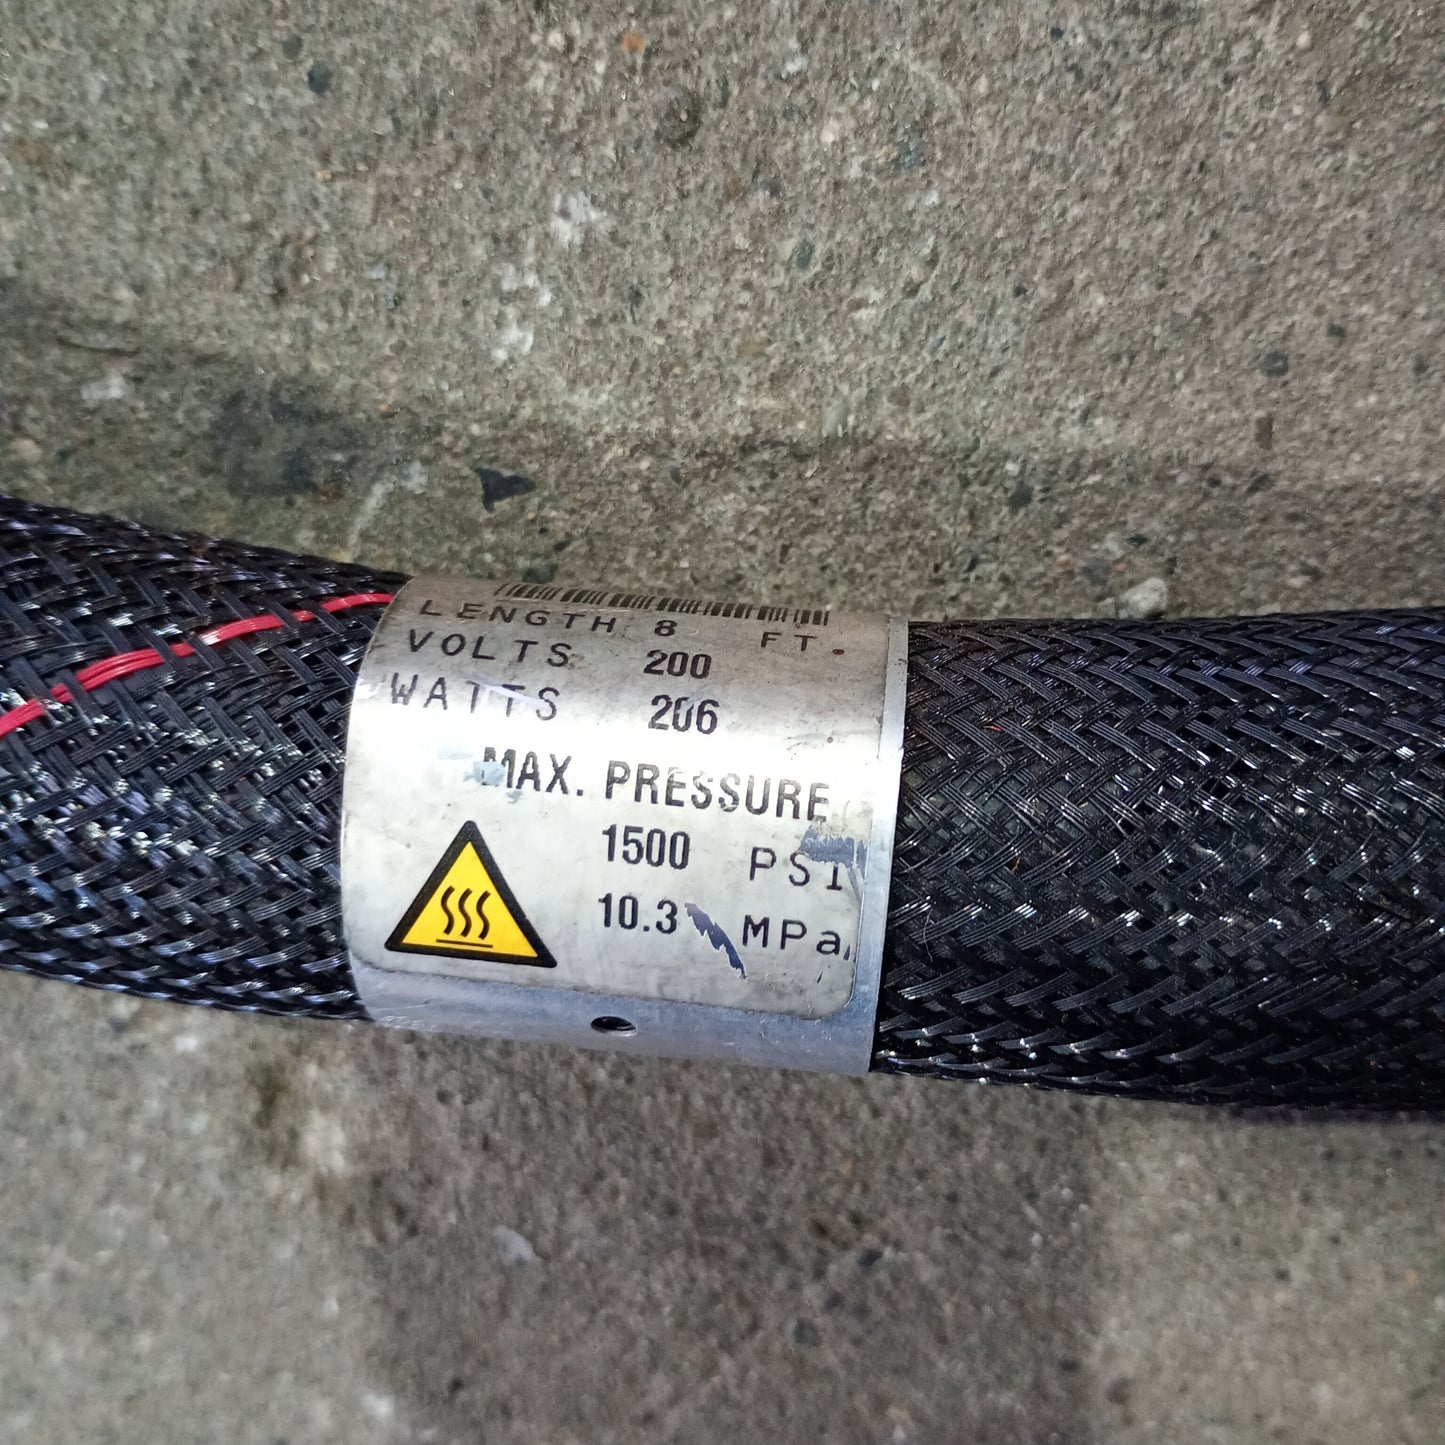 LENGTH 8 FT.
VOLTS 200
WATTS 206
MAX. PRESSURE
1500 PSI
10.3 MPa